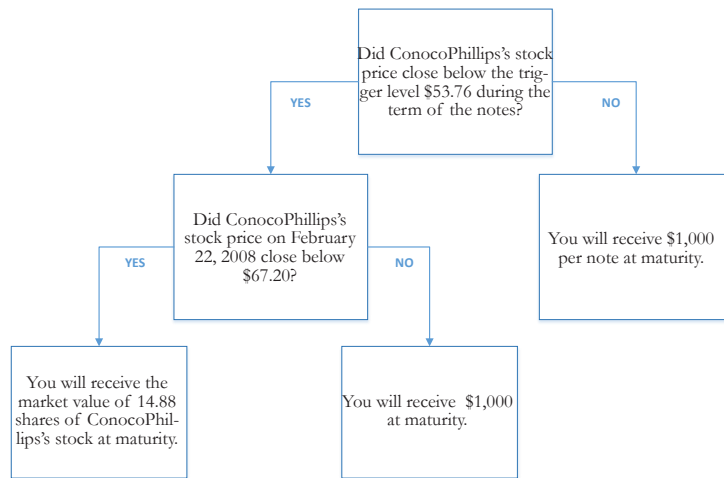 Did ConocoPhillips's stock
price close below the trig-
ger level $53.76 during the
term of the notes?
YES
NO
Did ConocoPhillips's
stock price on February
22, 2008 close below
$67.20?
You will receive $1,000
per note at maturity.
YES
NO
You will receive the
market value of 14.88
shares of ConocoPhil-
lips's stock at maturity.
You will receive $1,000
at maturity.